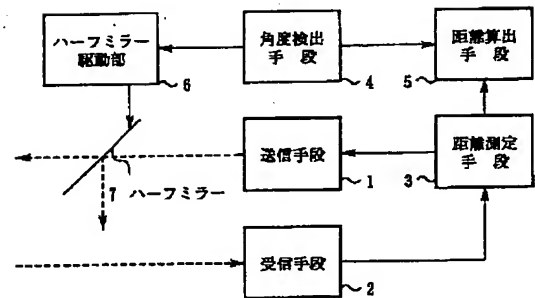 ハーフミラー
駆動部
6
角度検出
手 段
4
距離算出
手 段
5
送信手段
1
距離測定
手 段
3
7 ハーフミラー
受信手段
2